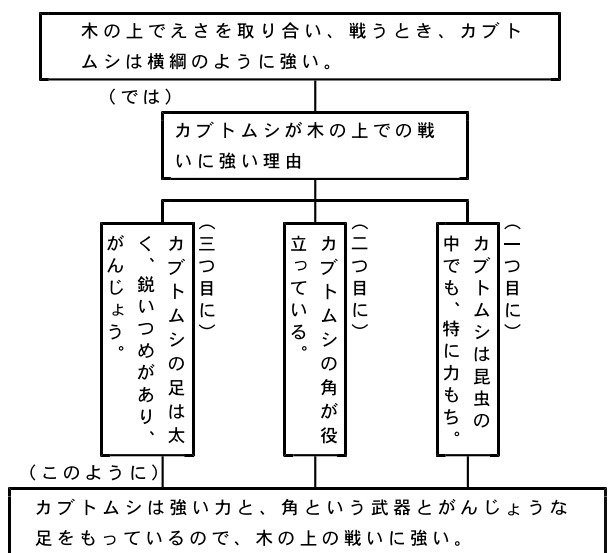 木の上でえさを取り合い、戦うとき、カブト
ムシは横綱のように強い。
（では）
カブトムシが木の上での戦
いに強い理由
（一つ目に）
カブトムシは昆虫の
中でも、特に力もち。
（二つ目に）
カブトムシの角が役
立っている。
（三つ目に）
カブトムシの足は太
く、鋭いつめがあり、
がんじょう。
（このように）
カブトムシは強い力と、角という武器とがんじょうな
足をもっているので、木の上の戦いに強い。